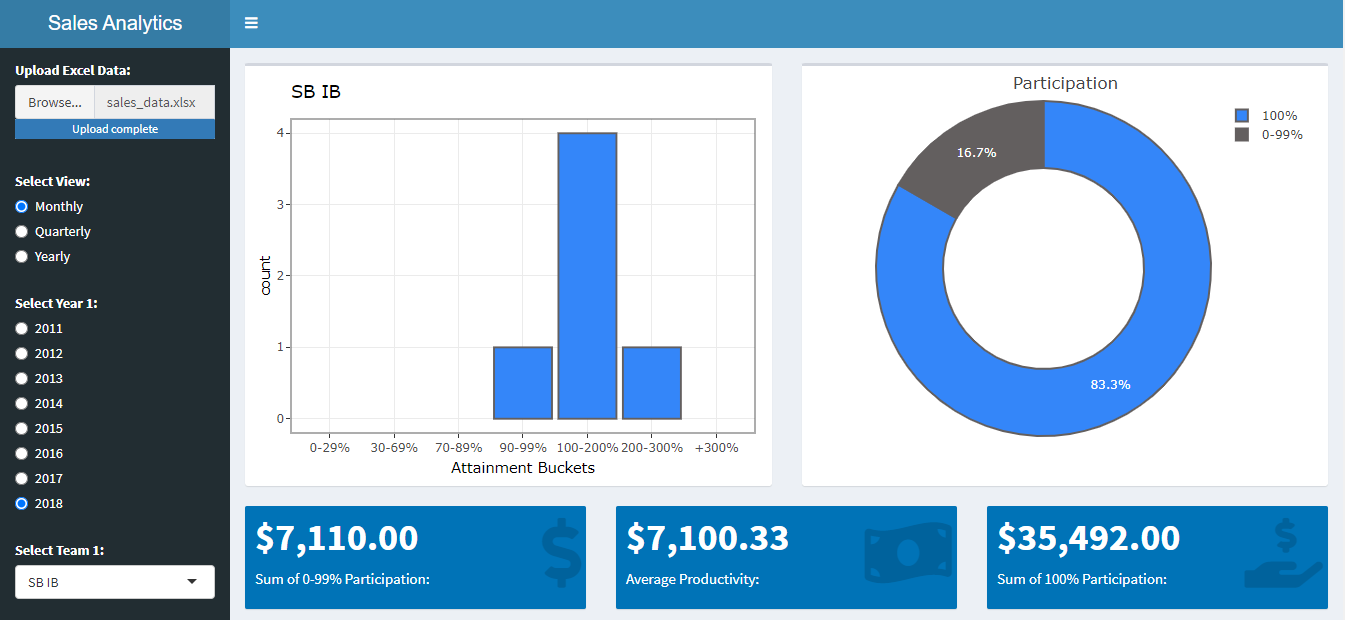 Sales Analytics
Upload Excel Data:
Browse... sales_data.xlsx
Upload complete
Select View:
Monthly
Quarterly
Yearly
Select Year 1:
2011
2012
2013
2014
2015
2016
2017
2018
Select Team 1:
SB IB
SB IB
4
3
2
1
0
count
0-29% 30-69% 70-89% 90-99% 100-200% 200-300% +300%
Attainment Buckets
Participation
100%
0-99%
16.7%
83.3%
$7,110.00
Sum of 0-99% Participation:
$7,100.33
Average Productivity:
$35,492.00
Sum of 100% Participation: